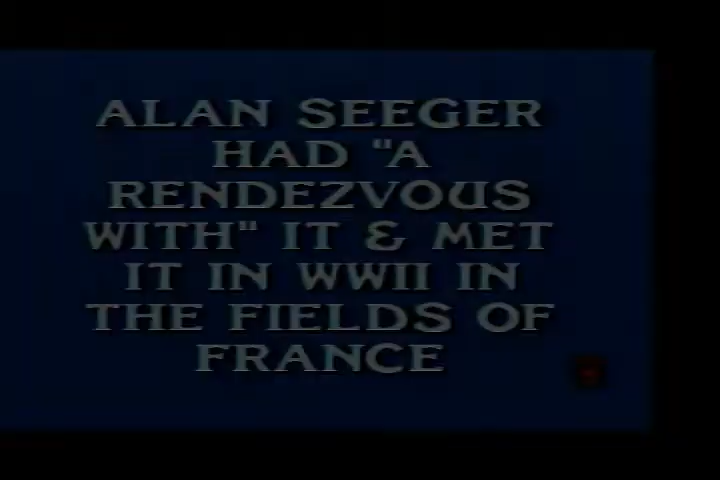 ALAN SEEGER
HAD "A
RENDEZVOUS
WITH" IT & MET
IT IN WWII IN
THE FIELDS OF
FRANCE